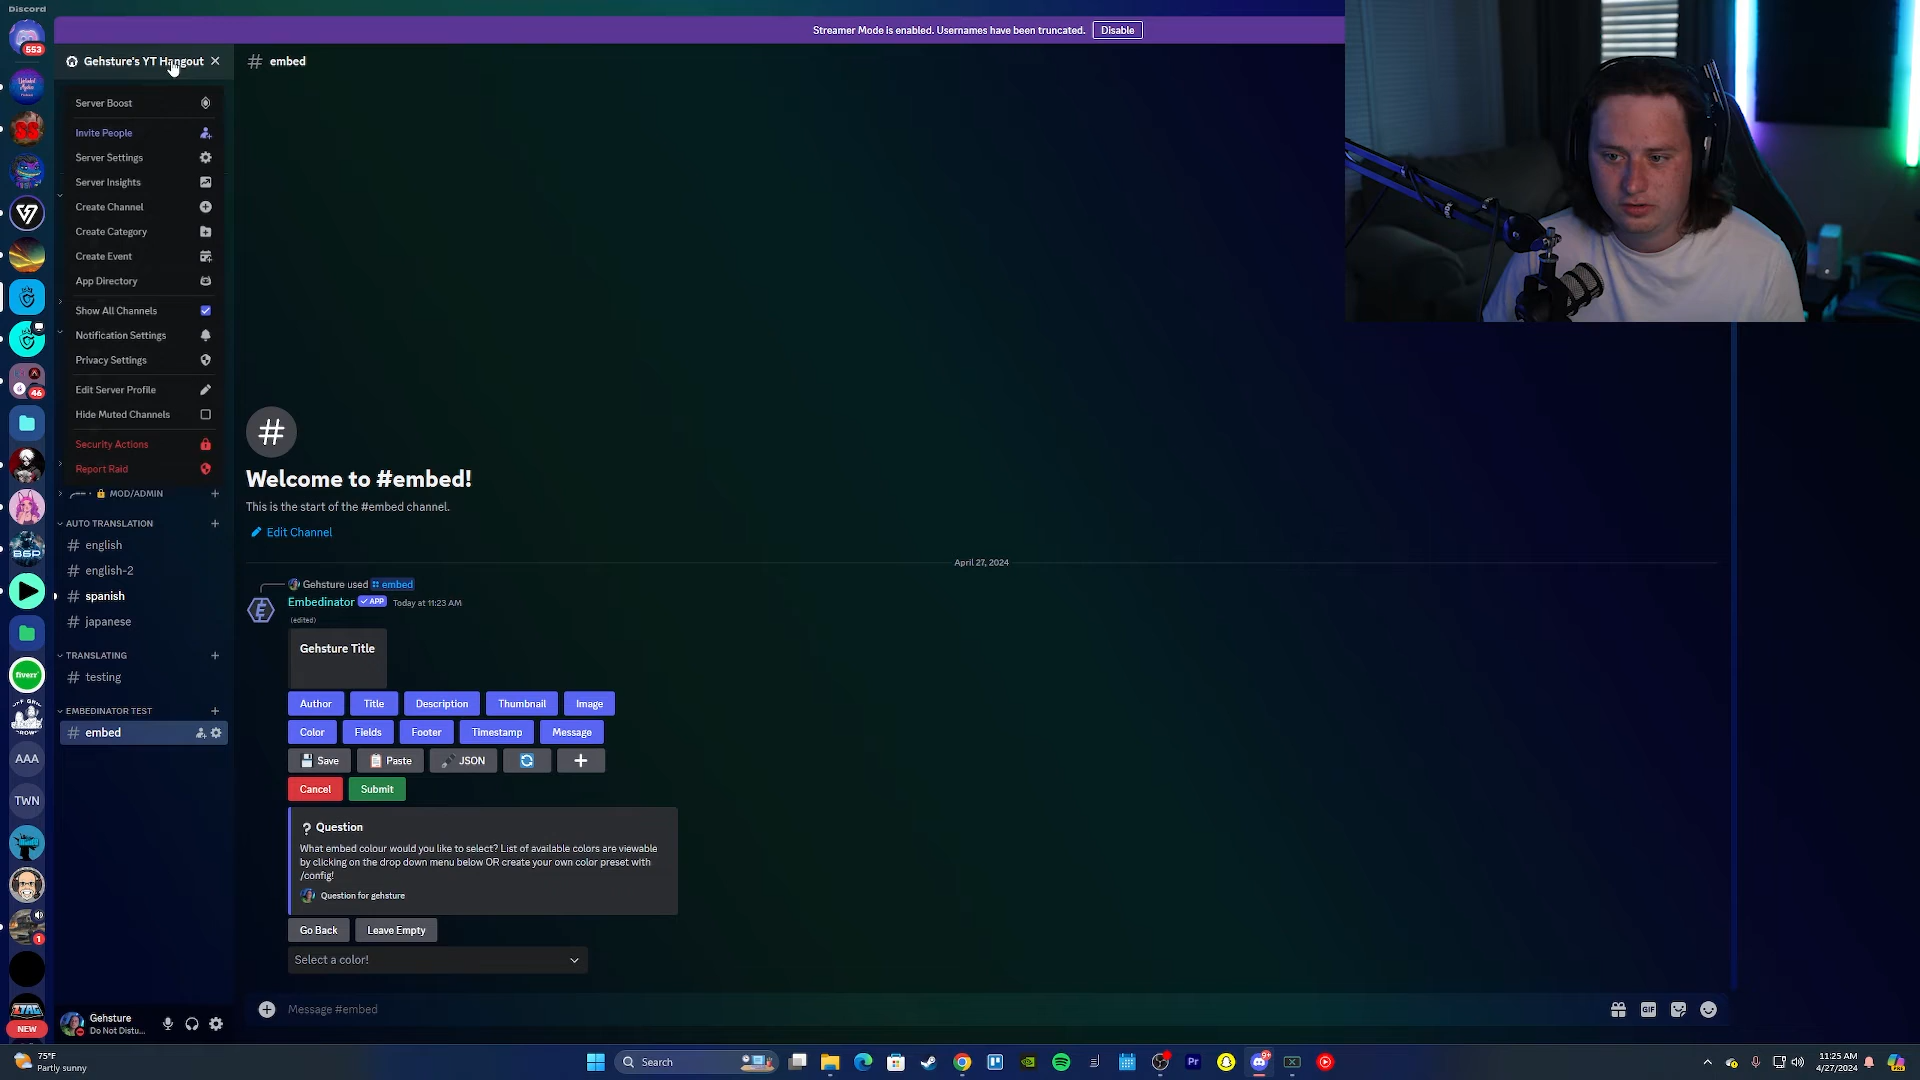 Discord
Streamer Mode is enabled. Usernames have been truncated.
Disable
553
Gehsture's YT Hangout
embed
Server Boost
Invite People
Server Settings
Server Insights
Create Channel
Create Category
Create Event
App Directory
Show All Channels
Notification Settings
Privacy Settings
Edit Server Profile
Hide Muted Channels
Security Actions
Report Raid
46
MOD/ADMIN
AUTO TRANSLATION
english
english-2
spanish
japanese
TRANSLATING
testing
EMBEDINATOR TEST
embed
BSP
fiverr
AAA
TWN
1
NEW
Welcome to #embed!
This is the start of the #embed channel.
Edit Channel
April 27, 2024
Gehsture used embed
Embedinator APP Today at 11:23 AM
(edited)
Gehsture Title
Author Title Description Thumbnail Image
Color Fields Footer Timestamp Message
Save Paste JSON
Cancel Submit
? Question
What embed colour would you like to select? List of available colors are viewable
by clicking on the drop down menu below OR create your own color preset with
/config!
Question for gehsture
Go Back Leave Empty
Select a color!
Message #embed
GIF
Gehsture
Do Not Distu...
75°F
Partly sunny
Search
Pr
9+
11:25 AM
4/27/2024